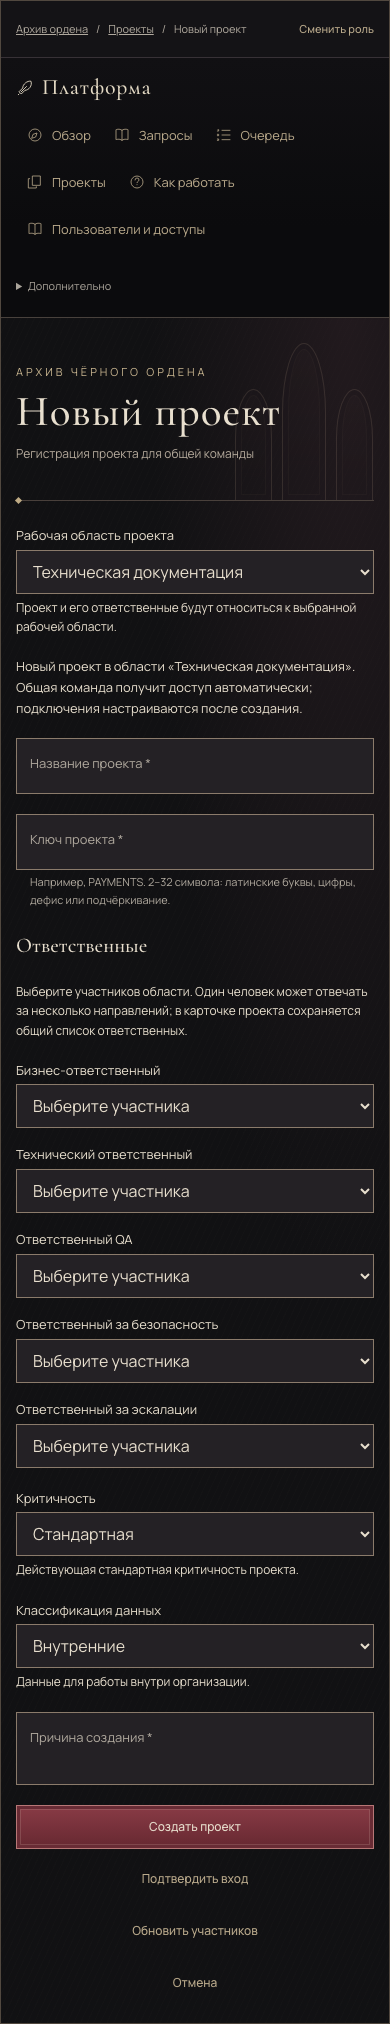 Архив ордена / Проекты / Новый проект Сменить роль
Платформа
Обзор Запросы Очередь
Проекты Как работать
Пользователи и доступы
Дополнительно
АРХИВ ЧЁРНОГО ОРДЕНА
Новый проект
Регистрация проекта для общей команды
Рабочая область проекта
Техническая документация
Проект и его ответственные будут относиться к выбранной
рабочей области.
Новый проект в области «Техническая документация».
Общая команда получит доступ автоматически;
подключения настраиваются после создания.
Название проекта *
Ключ проекта *
Например, PAYMENTS. 2–32 символа: латинские буквы, цифры,
дефис или подчёркивание.
Ответственные
Выберите участников области. Один человек может отвечать
за несколько направлений; в карточке проекта сохраняется
общий список ответственных.
Бизнес-ответственный
Выберите участника
Технический ответственный
Выберите участника
Ответственный QA
Выберите участника
Ответственный за безопасность
Выберите участника
Ответственный за эскалации
Выберите участника
Критичность
Стандартная
Действующая стандартная критичность проекта.
Классификация данных
Внутренние
Данные для работы внутри организации.
Причина создания *
Создать проект
Подтвердить вход
Обновить участников
Отмена